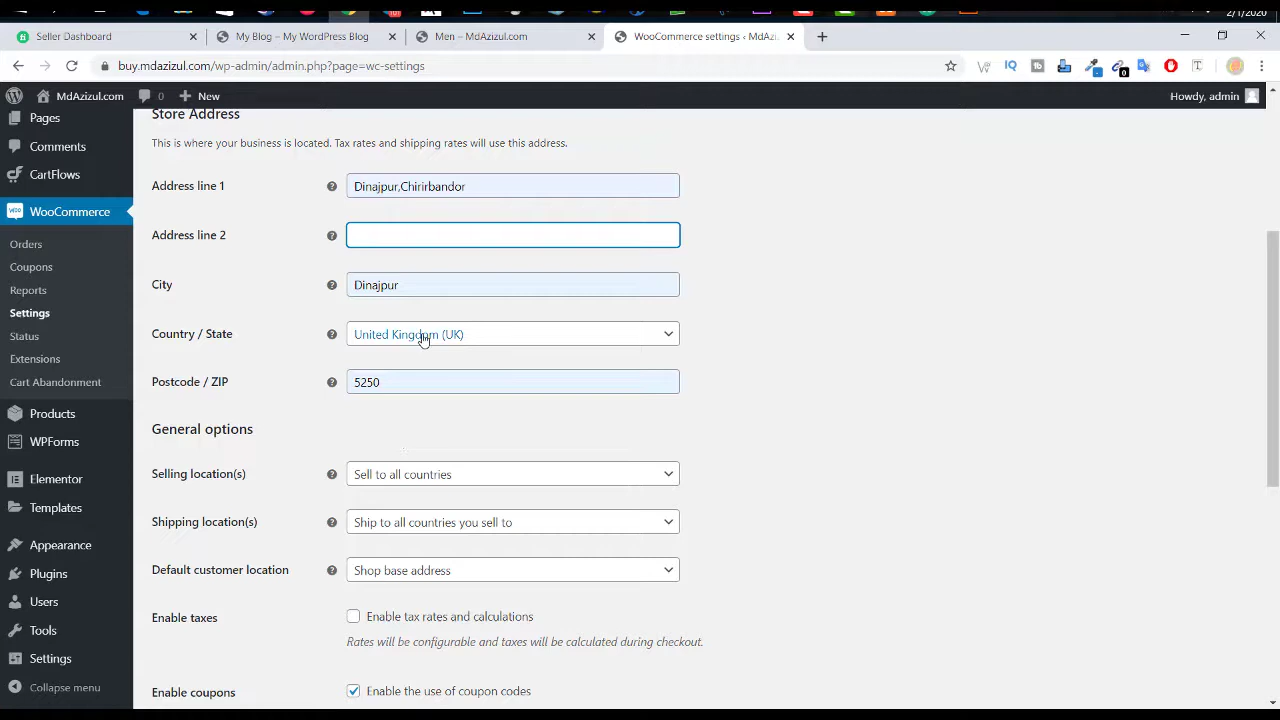 2/1/2020
Seller Dashboard
My Blog – My WordPress Blog
Men – MdAzizul.com
WooCommerce settings ‹ MdAzi
buy.mdazizul.com/wp-admin/admin.php?page=wc-settings
MdAzizul.com
0
New
Howdy, admin
Pages
Comments
CartFlows
WooCommerce
Orders
Coupons
Reports
Settings
Status
Extensions
Cart Abandonment
Products
WPForms
Elementor
Templates
Appearance
Plugins
Users
Tools
Settings
Collapse menu
Store Address
This is where your business is located. Tax rates and shipping rates will use this address.
Address line 1
Dinajpur,Chirirbandor
Address line 2
City
Dinajpur
Country / State
United Kingdom (UK)
Postcode / ZIP
5250
General options
Selling location(s)
Sell to all countries
Shipping location(s)
Ship to all countries you sell to
Default customer location
Shop base address
Enable taxes
Enable tax rates and calculations
Rates will be configurable and taxes will be calculated during checkout.
Enable coupons
Enable the use of coupon codes